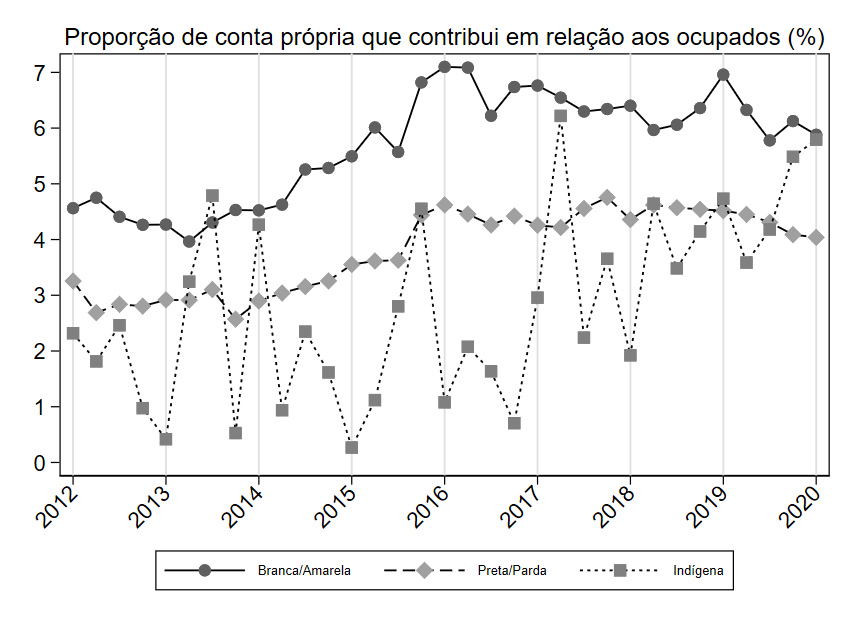 Proporção de conta própria que contribui em relação aos ocupados (%)
7
6
5
4
3
2
1
0
2012 2013 2014 2015 2016 2017 2018 2019 2020
Branca/Amarela Preta/Parda Indígena